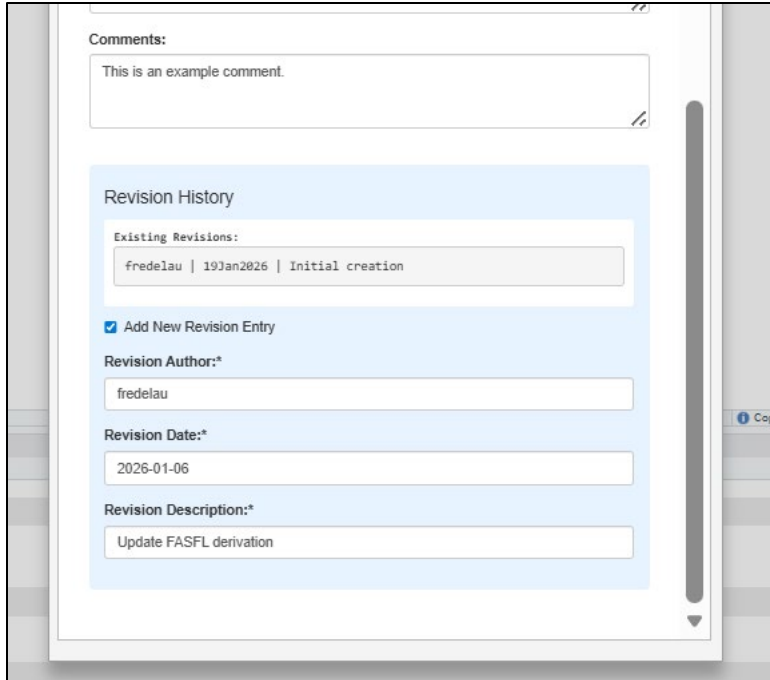 Comments:
This is an example comment.
Revision History
Existing Revisions:
fredelau | 19Jan2026 | Initial creation
Add New Revision Entry
Revision Author:*
fredelau
Revision Date:*
2026-01-06
Revision Description:*
Update FASFL derivation